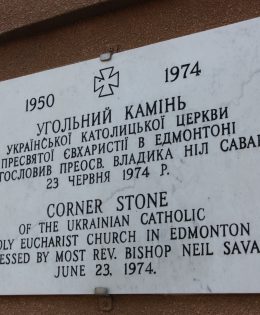 1950 1974
УГОЛЬНИЙ КАМІНЬ
УКРАЇНСЬКОЇ КАТОЛИЦЬКОЇ ЦЕРКВИ
ПРЕСВЯТОЇ ЄВХАРИСТІЇ В ЕДМОНТОНІ
ПРЕОСВ. ВЛАДИКА НІЛ
23 ЧЕРВНЯ 1974 Р.
CORNER STONE
OF THE UKRAINIAN CATHOLIC
EUCHARIST CHURCH IN EDMONTON
BY MOST REV. BISHOP NEIL
JUNE 23, 1974.